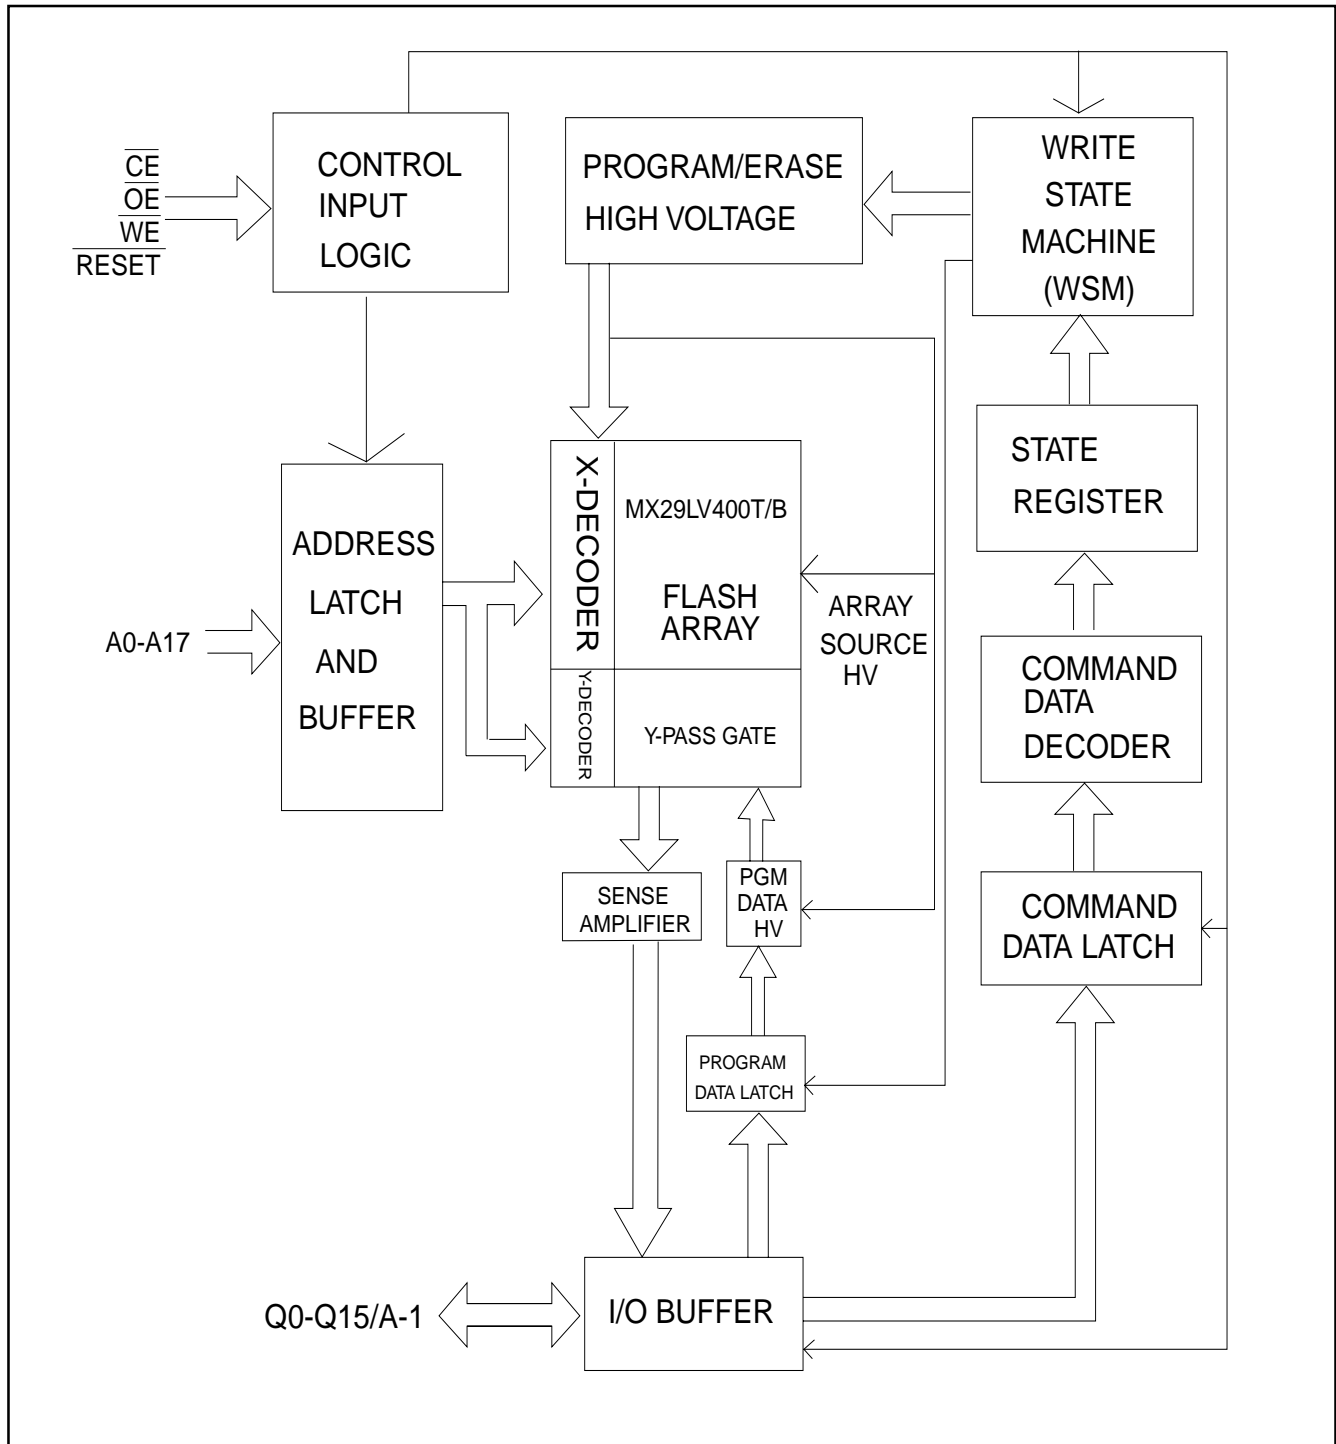 CE
OE
WE
RESET
CONTROL
INPUT
LOGIC
PROGRAM/ERASE
HIGH VOLTAGE
WRITE
STATE
MACHINE
(WSM)
STATE
REGISTER
ADDRESS
LATCH
AND
BUFFER
A0-A17
X-DECODER
MX29LV400T/B
FLASH
ARRAY
ARRAY
SOURCE
HV
Y-DECODER
Y-PASS GATE
COMMAND
DATA
DECODER
SENSE
AMPLIFIER
PGM
DATA
HV
COMMAND
DATA LATCH
PROGRAM
DATA LATCH
Q0-Q15/A-1
I/O BUFFER